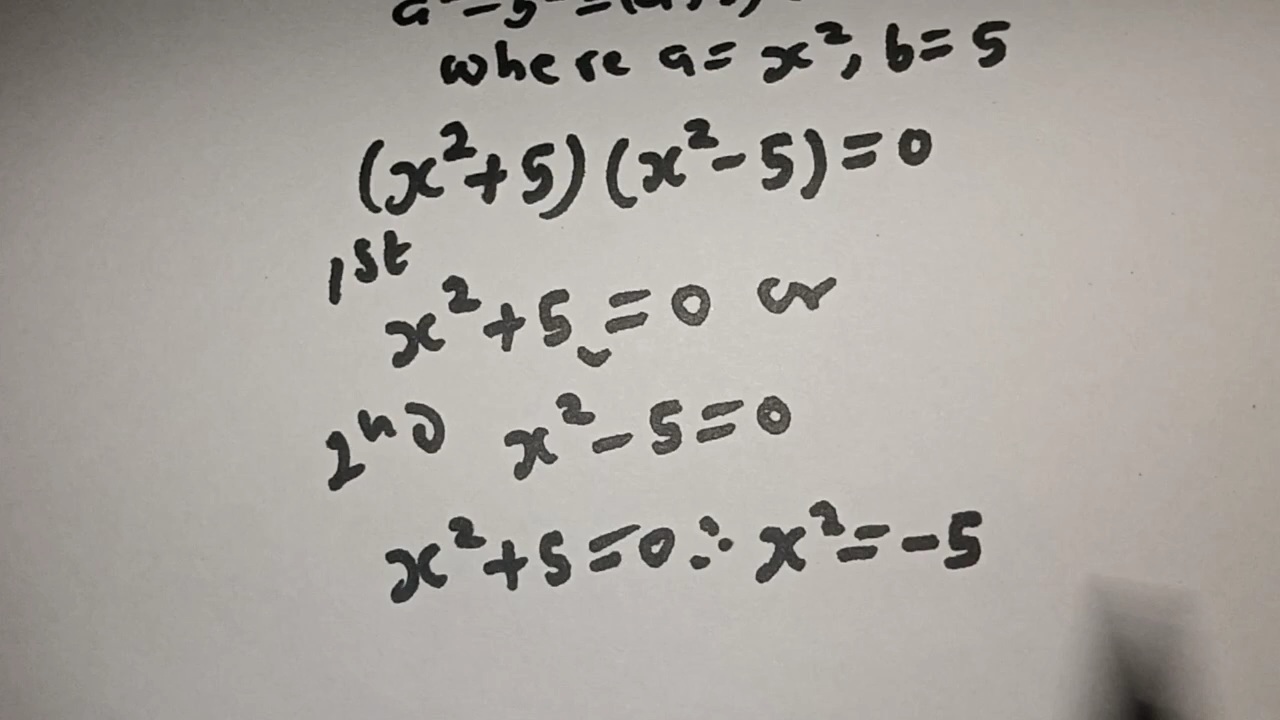 where a = x², b = 5
(x²+5)(x²-5)=0
1st
x²+5=0 or
2nd x²-5=0
x²+5=0 ∴ x²=-5